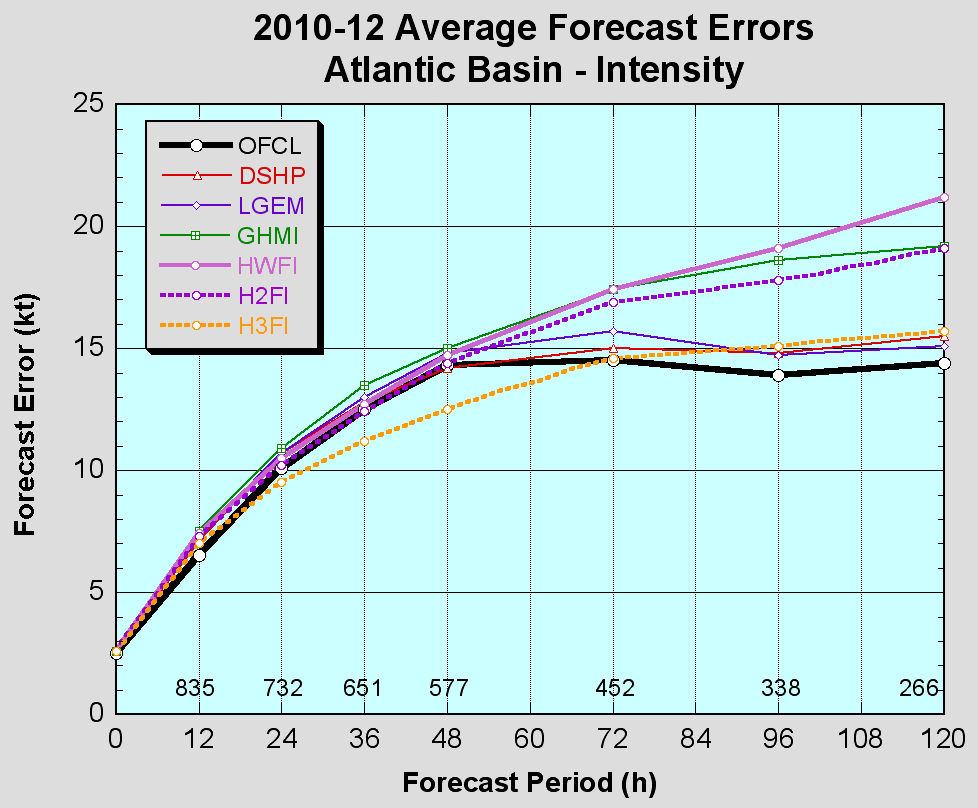 2010-12 Average Forecast Errors
Atlantic Basin - Intensity
25
20
15
10
5
0
Forecast Error (kt)
OFCL
DSHP
LGEM
GHMI
HWFI
H2FI
H3FI
835 732 651 577 452 338 266
0 12 24 36 48 60 72 84 96 108 120
Forecast Period (h)